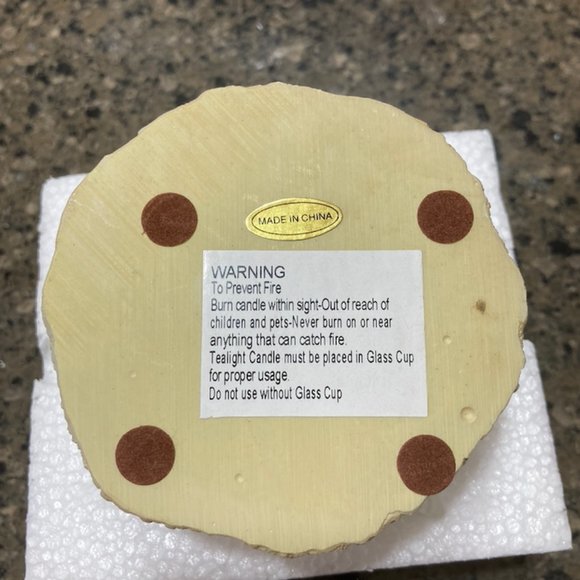 MADE IN CHINA
WARNING
To Prevent Fire
Burn candle within sight-Out of reach of
children and pets-Never burn on or near
anything that can catch fire.
Tealight Candle must be placed in Glass Cup
for proper usage.
Do not use without Glass Cup